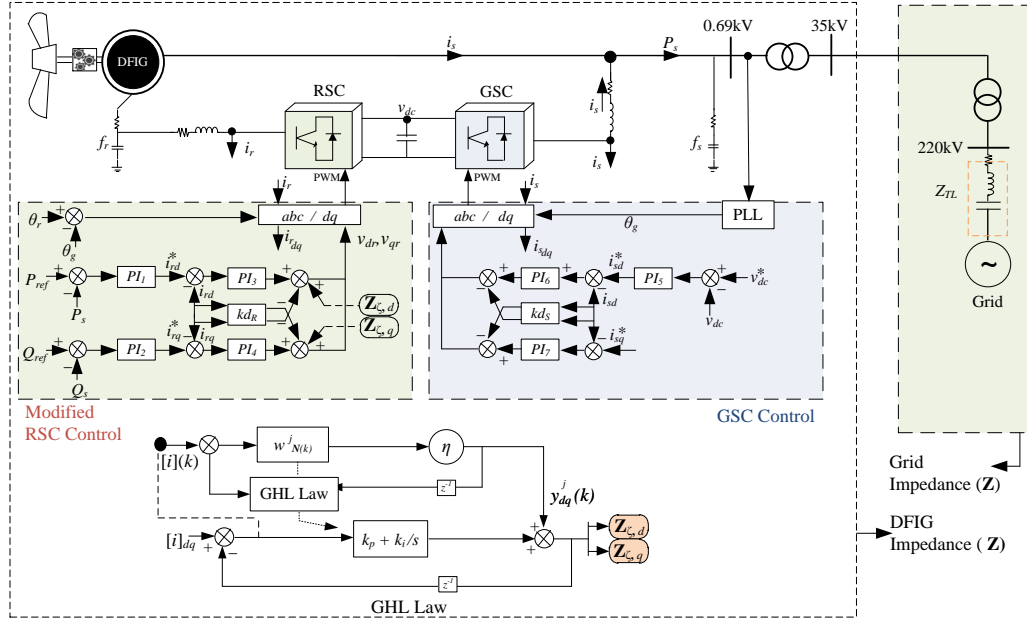 0.69kV
35kV
i_s
P_s
DFIG
RSC
GSC
v_dc
i_s
f_r
i_r
i_s
f_s
220kV
Z_TL
PWM
i_r
PWM
i_s
θ_r
+
−
abc / dq
abc / dq
θ_g
PLL
~
θ_g
i_rdq
v_dr, v_qr
i_sdq
Grid
P_ref
+
−
PI_1
i*_rd
PI_3
+
+
−
PI_6
+
i*_sd
PI_5
v*_dc
P_s
i_rd
kd_R
Z_ζ, d
Z_ζ, q
kd_S
i_sd
v_dc
i*_rq
i_rq
i*_sq
Q_ref
+
−
PI_2
PI_4
+
+
−
PI_7
+
Q_s
Modified
RSC Control
GSC Control
[i](k)
w^j_N(k)
η
GHL Law
z^-1
y^j_dq(k)
[i]_dq
+
−
k_p + k_i/s
+
+
Z_ζ, d
Z_ζ, q
z^-1
GHL Law
Grid
Impedance (Z)
DFIG
Impedance ( Z)